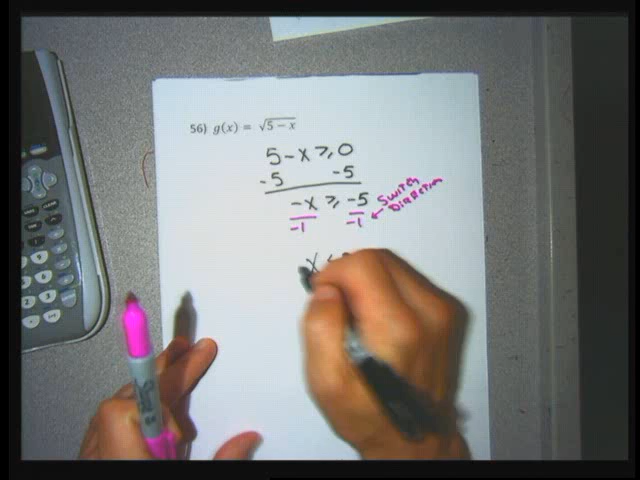 56) g(x) = √5 − x
5 − x ≥ 0
-5 -5
-x ≥ -5
-1 -1
Switch
Direction
x